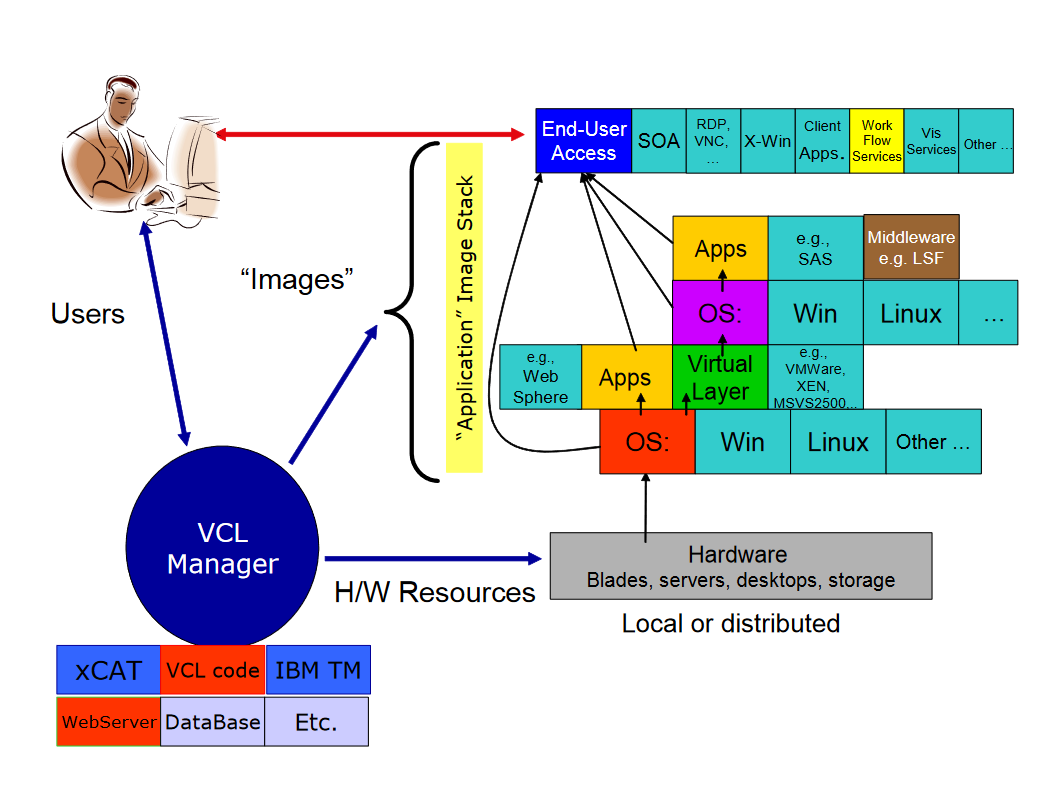 End-User
Access
SOA
RDP,
VNC,
…
X-Win
Client
Apps.
Work
Flow
Services
Vis
Services
Other …
"Application" Image Stack
"Images"
Users
Apps
e.g.,
SAS
Middleware
e.g. LSF
OS:
Win
Linux
…
e.g.,
Web
Sphere
Apps
Virtual
Layer
e.g.,
VMWare,
XEN,
MSVS2500,..
OS:
Win
Linux
Other …
VCL
Manager
H/W Resources
Hardware
Blades, servers, desktops, storage
Local or distributed
xCAT
VCL code
IBM TM
WebServer
DataBase
Etc.